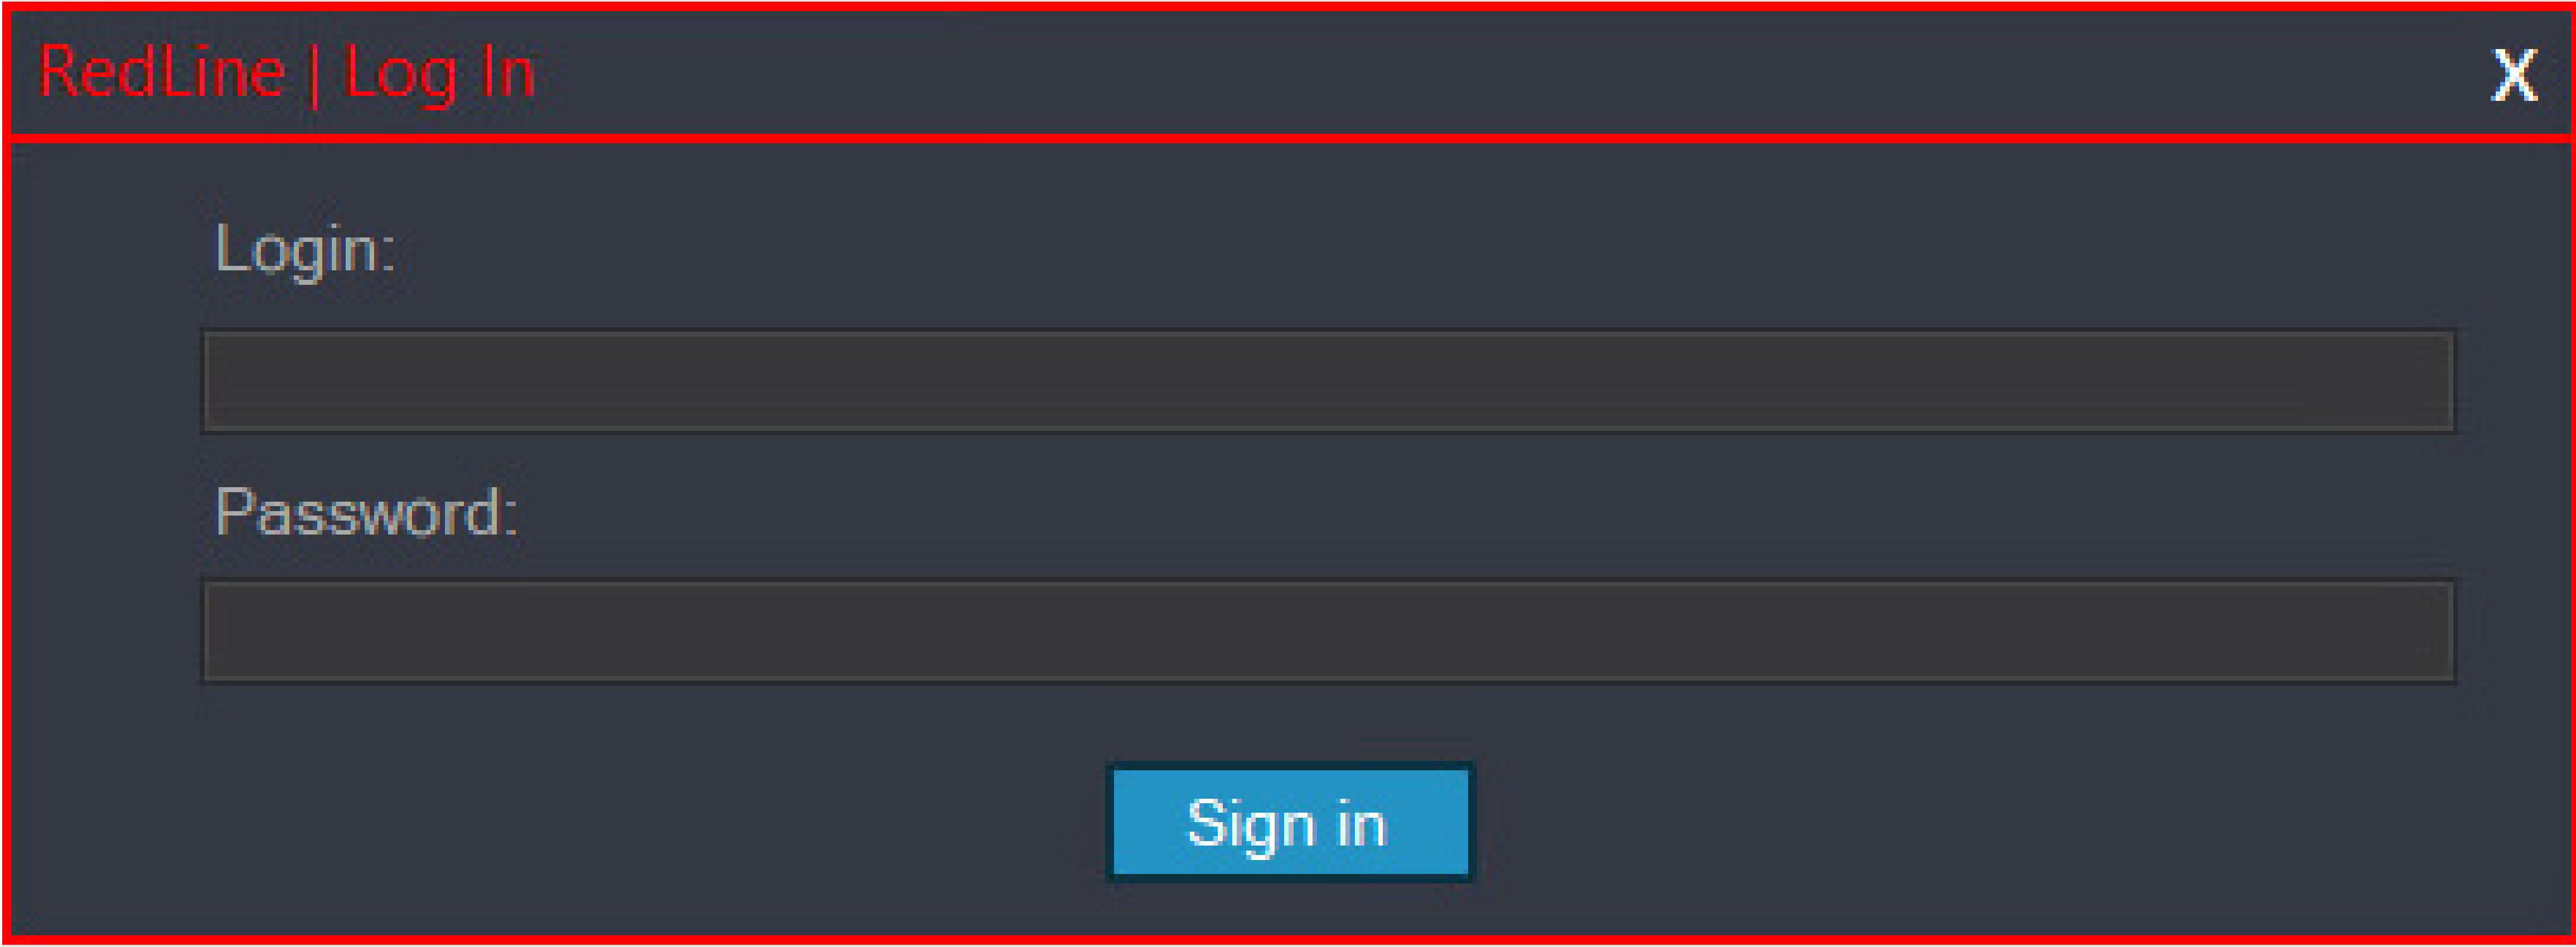 RedLine | Log In
X
Login:
Password:
Sign in